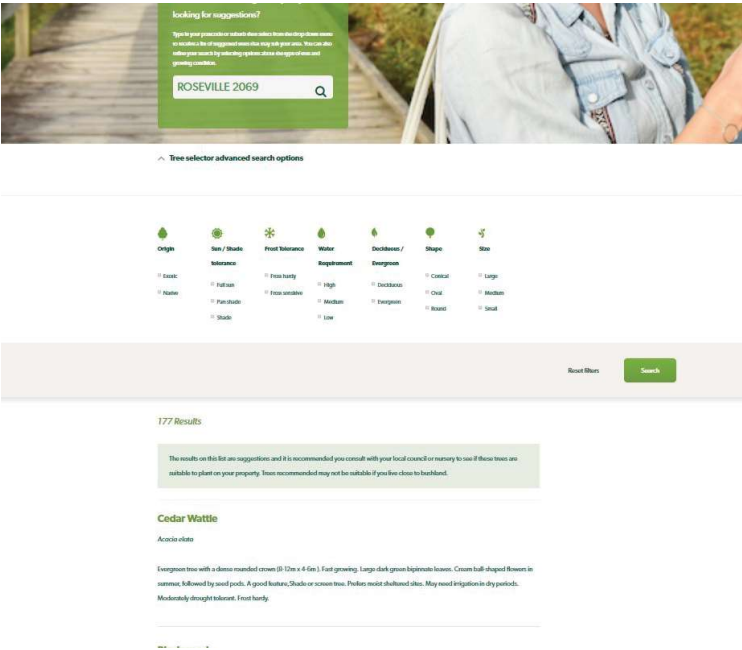 looking for suggestions?
Type in your postcode or suburb then select from the drop down menu
to receive a list of suggested trees that may suit your area. You can also
refine your search by selecting options about the type of tree and
growing condition.
ROSEVILLE 2069
Tree selector advanced search options
Origin
Exotic
Native
Sun / Shade
tolerance
Full sun
Part shade
Shade
Frost Tolerance
Frost hardy
Frost sensitive
Water
Requirement
High
Medium
Low
Deciduous /
Evergreen
Deciduous
Evergreen
Shape
Conical
Oval
Round
Size
Large
Medium
Small
Reset filters
Search
177 Results
The results on this list are suggestions and it is recommended you consult with your local council or nursery to see if these trees are
suitable to plant on your property. Trees recommended may not be suitable if you live close to bushland.
Cedar Wattle
Acacia elata
Evergreen tree with a dense rounded crown (8-12m x 4-6m ). Fast growing. Large dark green bipinnate leaves. Cream ball-shaped flowers in
summer, followed by seed pods. A good feature,Shade or screen tree. Prefers moist sheltered sites. May need irrigation in dry periods.
Moderately drought tolerant. Frost hardy.